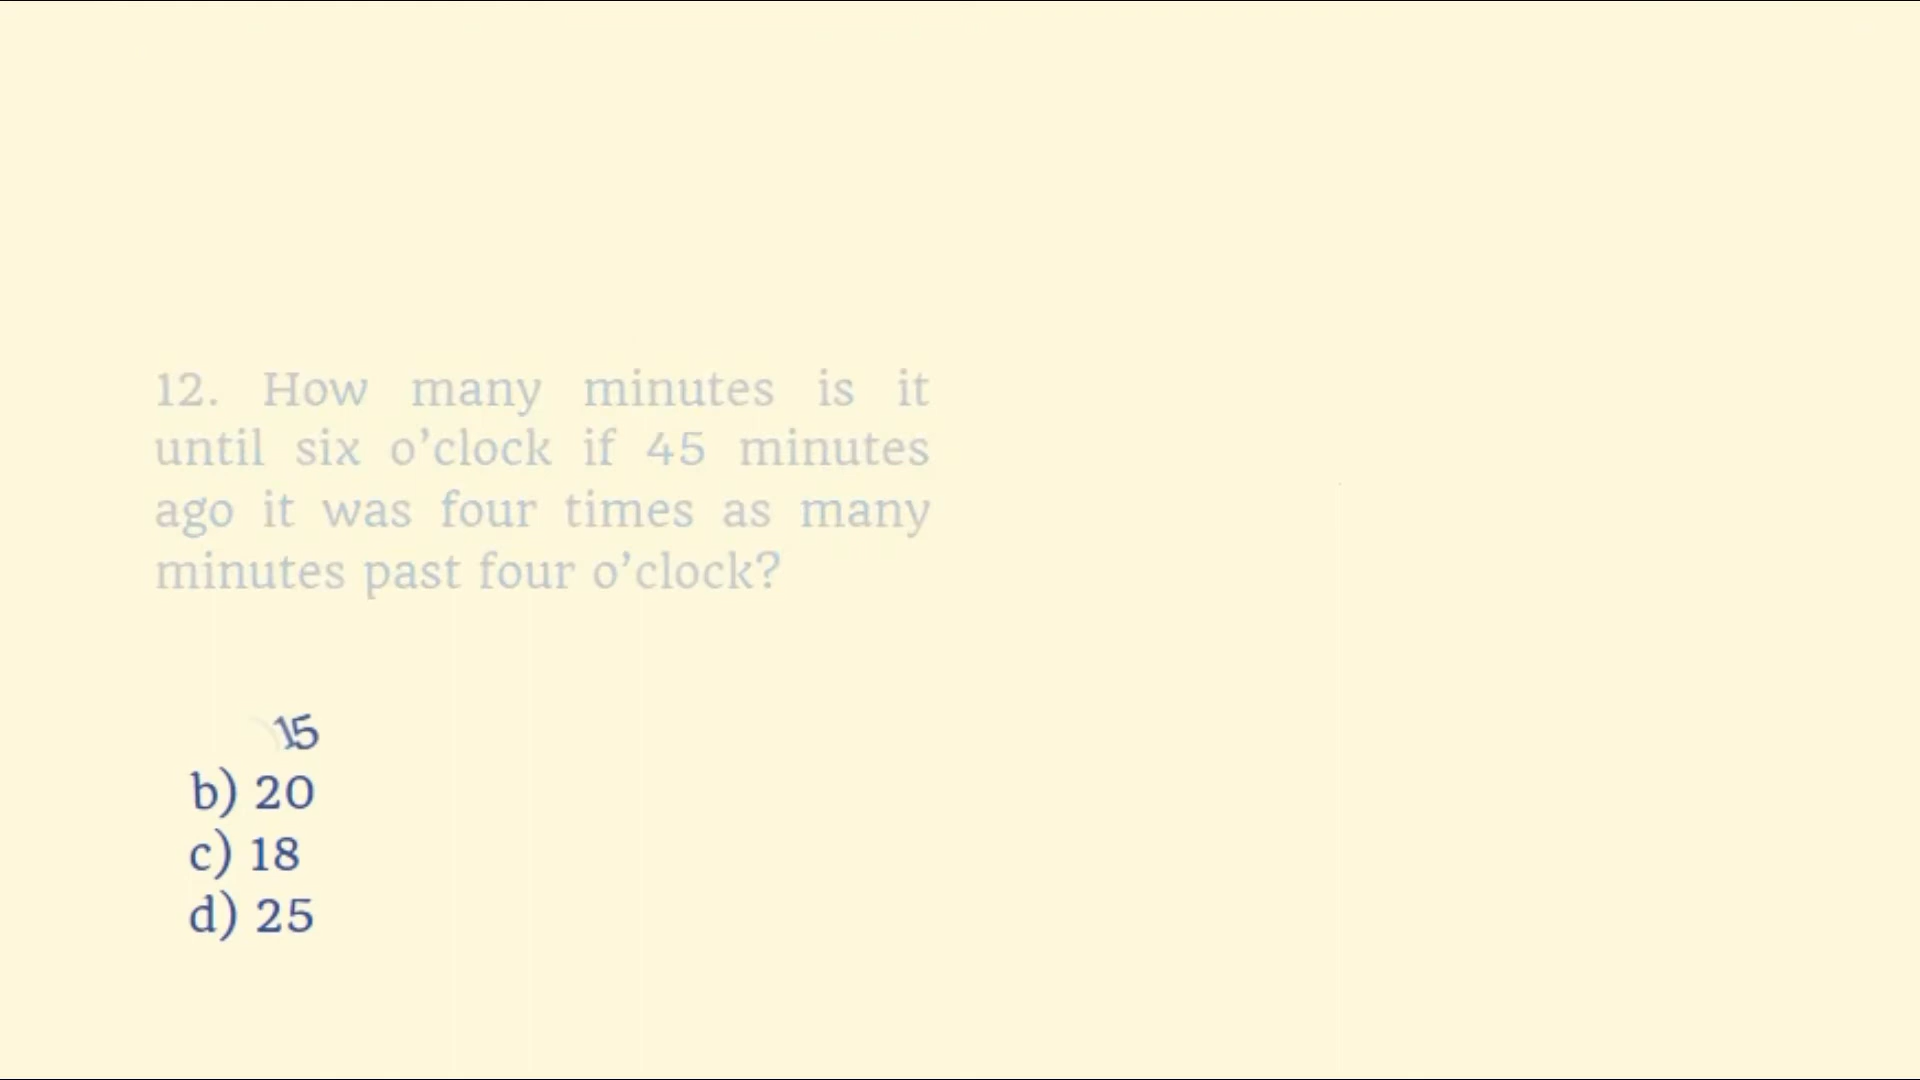 12. How many minutes is it
until six o’clock if 45 minutes
ago it was four times as many
minutes past four o’clock?
15
b) 20
c) 18
d) 25